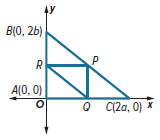 y
B(0, 2b)
R
P
A(0, 0)
O
Q
C(2a, 0)
x